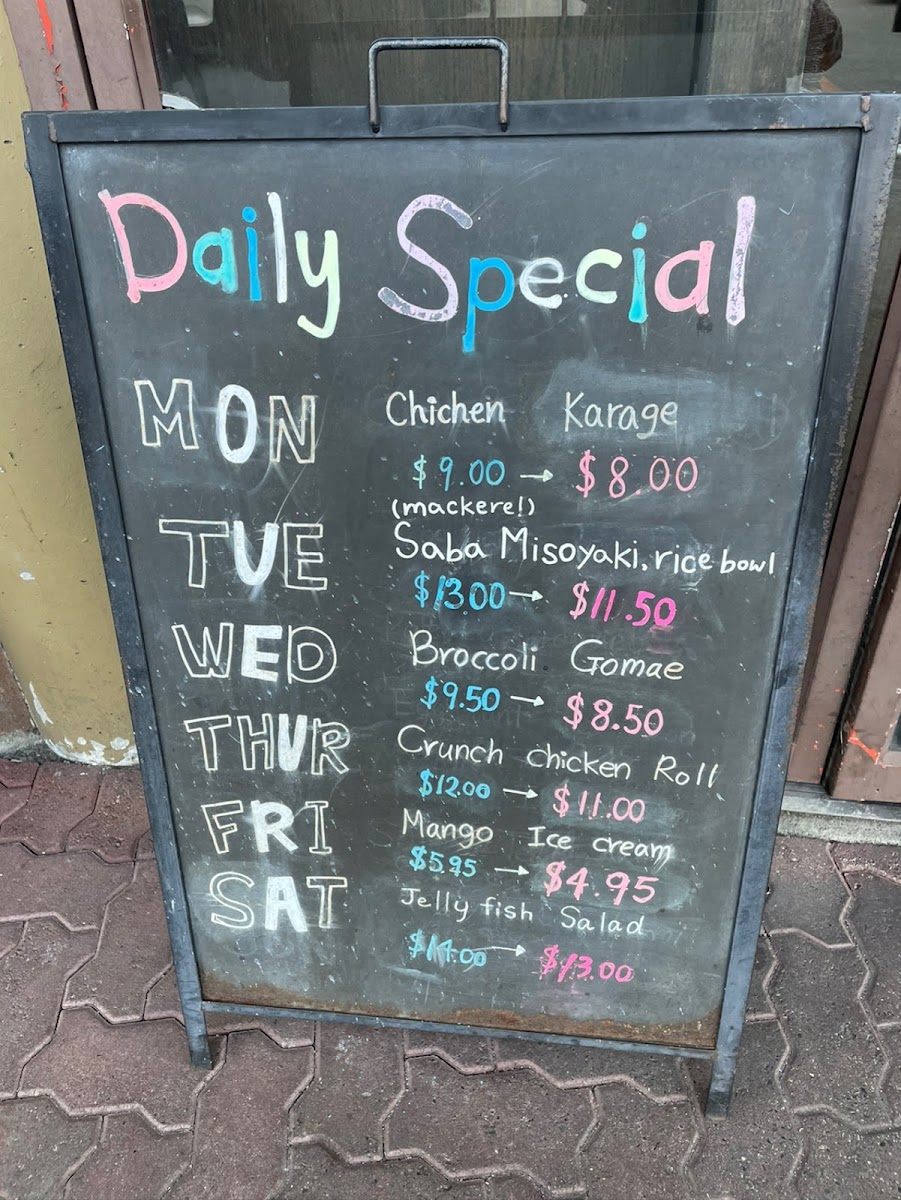 Daily Special
MON Chichen Karage
$9.00 → $8.00
(mackerel)
TUE Saba Misoyaki. rice bowl
$13.00 → $11.50
WED Broccoli Gomae
$9.50 → $8.50
THUR Crunch chicken Roll
$12.00 → $11.00
FRI Mango Ice cream
$5.95 → $4.95
SAT Jelly fish Salad
$14.00 → $13.00